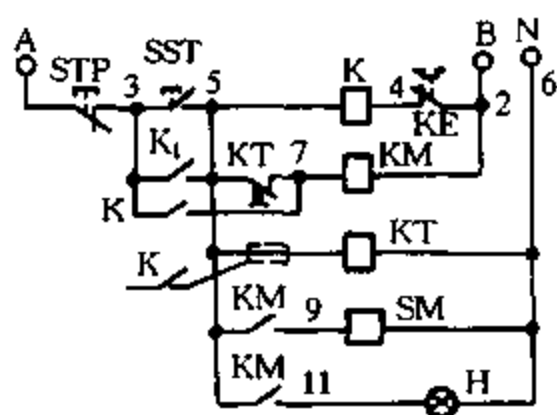 A B N
STP SST K KE
3 5 4 2 6
K₁ KT 7 KM
K
K KT
KM 9 SM
KM 11 H